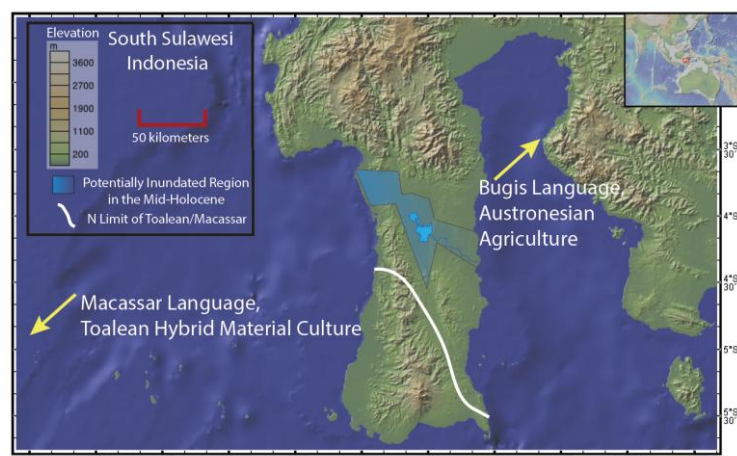 Elevation
m
3600
2700
1900
1100
200
South Sulawesi
Indonesia
50 kilometers
Potentially Inundated Region
in the Mid-Holocene
N Limit of Toalean/Macassar
Bugis Language,
Austronesian
Agriculture
Macassar Language,
Toalean Hybrid Material Culture
3°S
30'
4°S
4°S
30'
5°S
5°S
30'